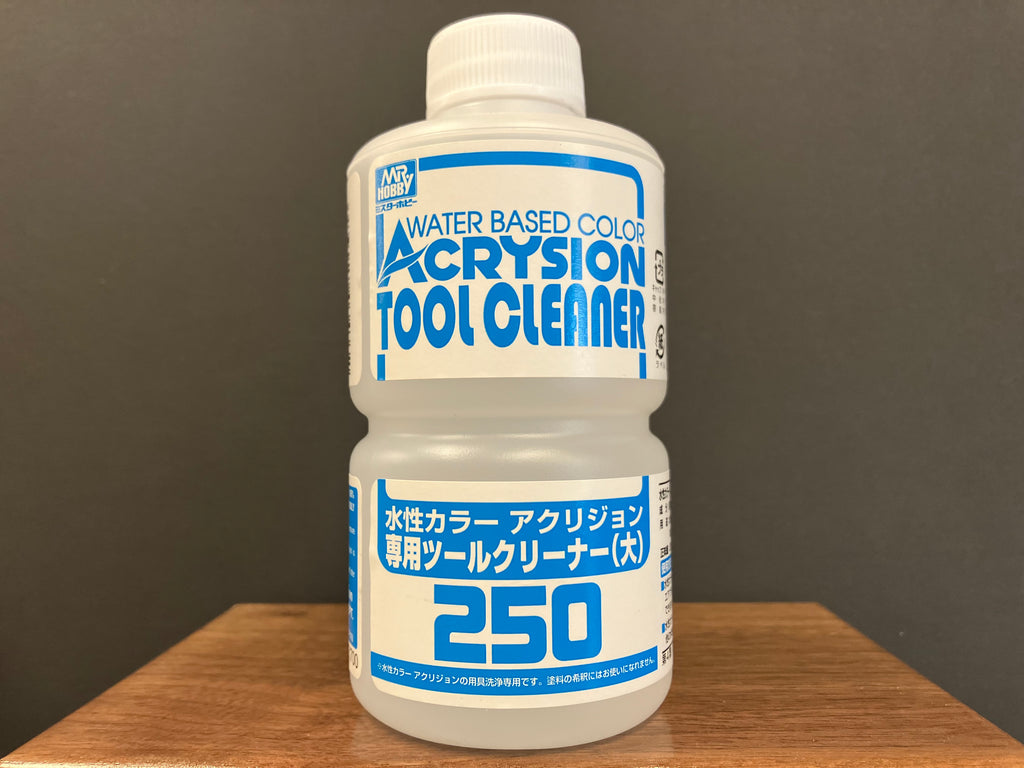 MR
HOBBY
ミスターホビー
WATER BASED COLOR
ACRYSION
TOOL CLEANER
水性カラー アクリジョン
専用ツールクリーナー(大)
250
※水性カラー アクリジョンの用具洗浄専用です。塗料の希釈にはお使いになれません。